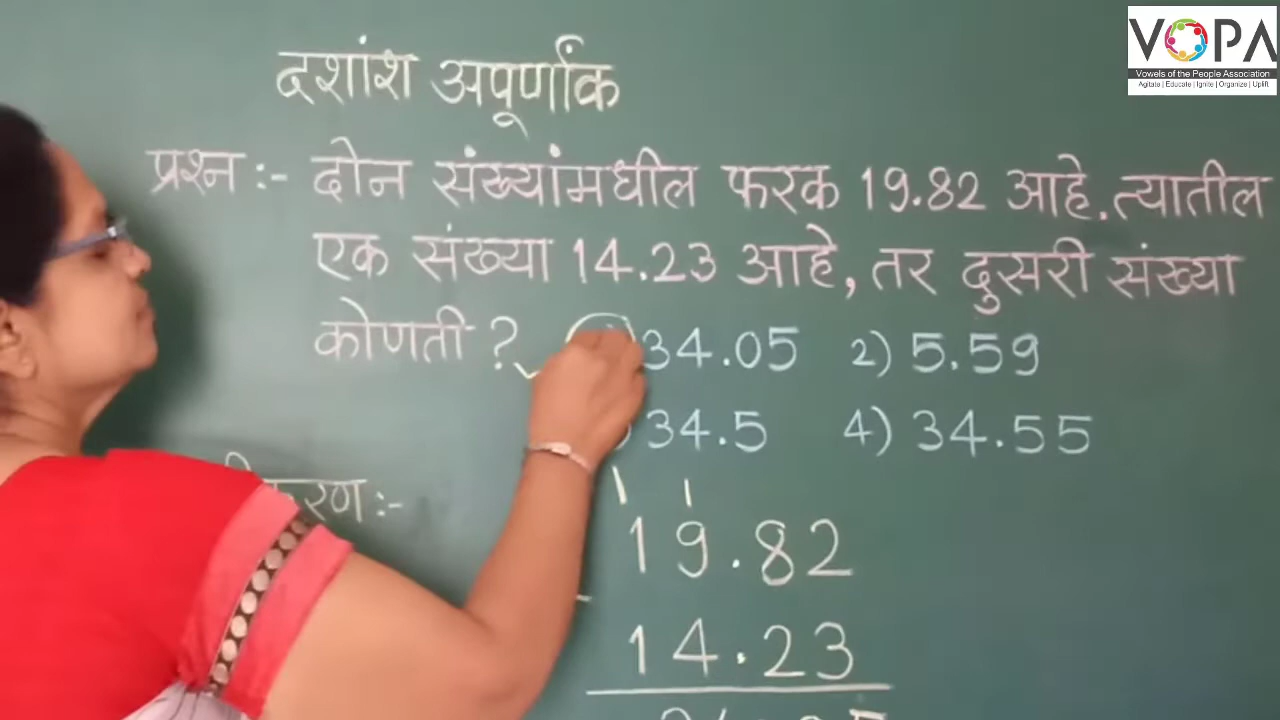 VOPA
Vowels of the People Association
Agitate | Educate | Ignite | Organize | Uplift
दशांश अपूर्णांक
प्रश्न :- दोन संख्यांमधील फरक 19.82 आहे. त्यातील
एक संख्या 14.23 आहे, तर दुसरी संख्या
कोणती ? 34.05 2) 5.59
34.5 4) 34.55
:-
1 1
19.82
14.23